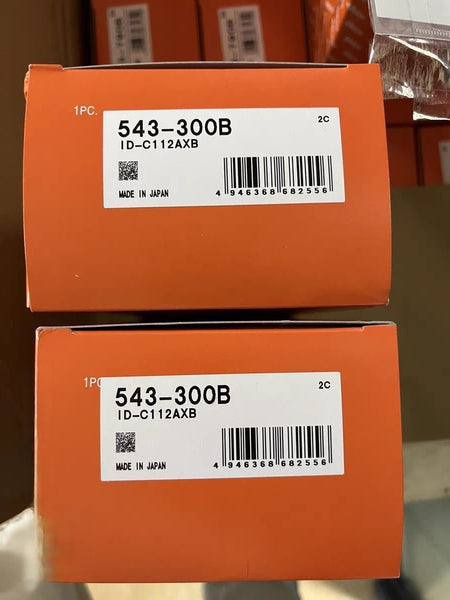 1PC.
543-300B
2C
ID-C112AXB
MADE IN JAPAN
4 946368 682556
1PC
543-300B
2C
ID-C112AXB
MADE IN JAPAN
4 946368 682556